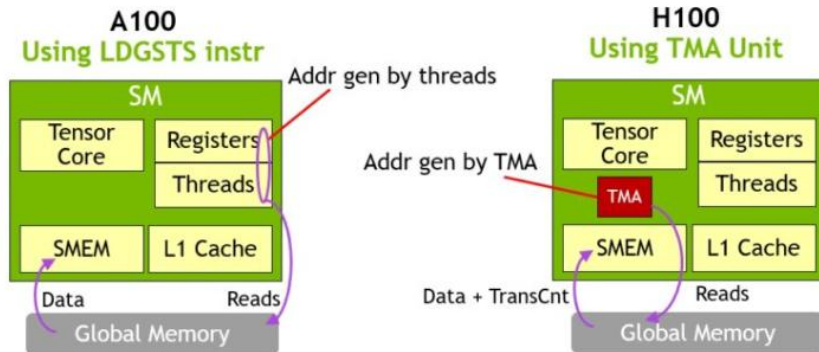 A100
Using LDGSTS instr
Addr gen by threads
SM
Tensor
Core
Registers
Threads
SMEM
L1 Cache
Data
Reads
Global Memory
H100
Using TMA Unit
SM
Tensor
Core
Registers
Threads
Addr gen by TMA
TMA
SMEM
L1 Cache
Data + TransCnt
Reads
Global Memory